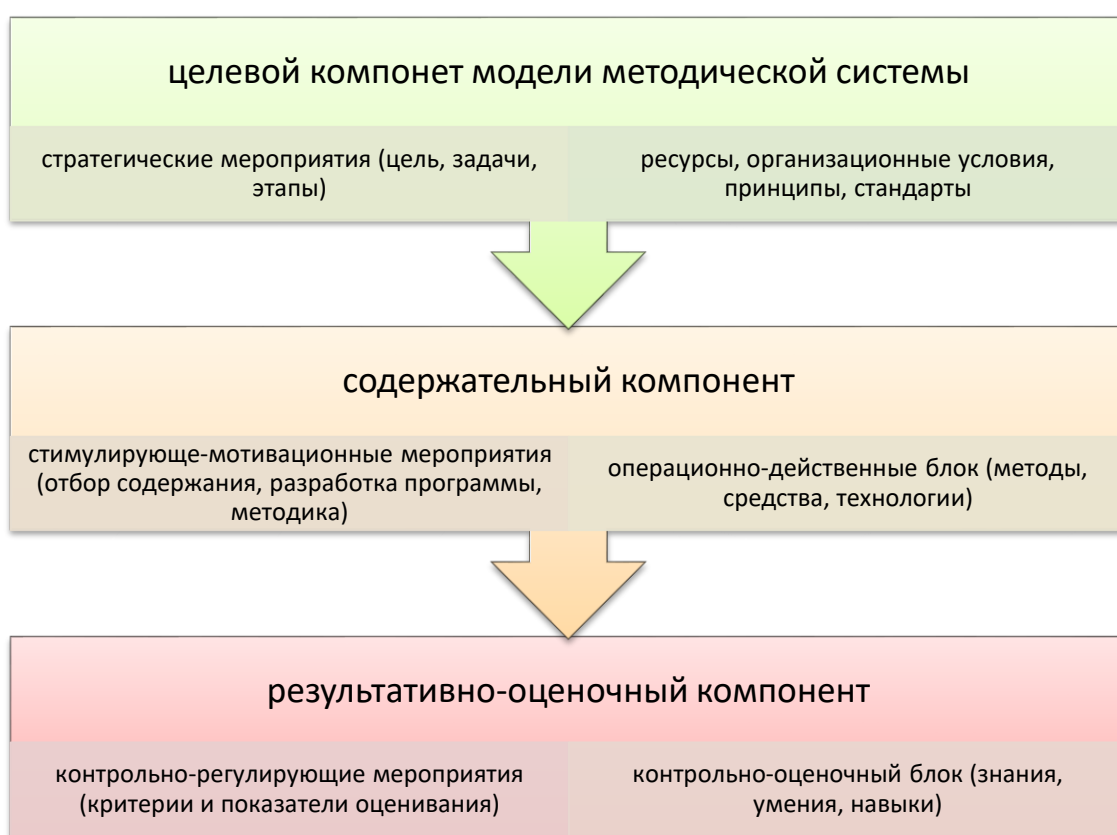 целевой компонет модели методической системы
стратегические мероприятия (цель, задачи,
этапы)
ресурсы, организационные условия,
принципы, стандарты
содержательный компонент
стимулирующе-мотивационные мероприятия
(отбор содержания, разработка программы,
методика)
операционно-действенные блок (методы,
средства, технологии)
результативно-оценочный компонент
контрольно-регулирующие мероприятия
(критерии и показатели оценивания)
контрольно-оценочный блок (знания,
умения, навыки)